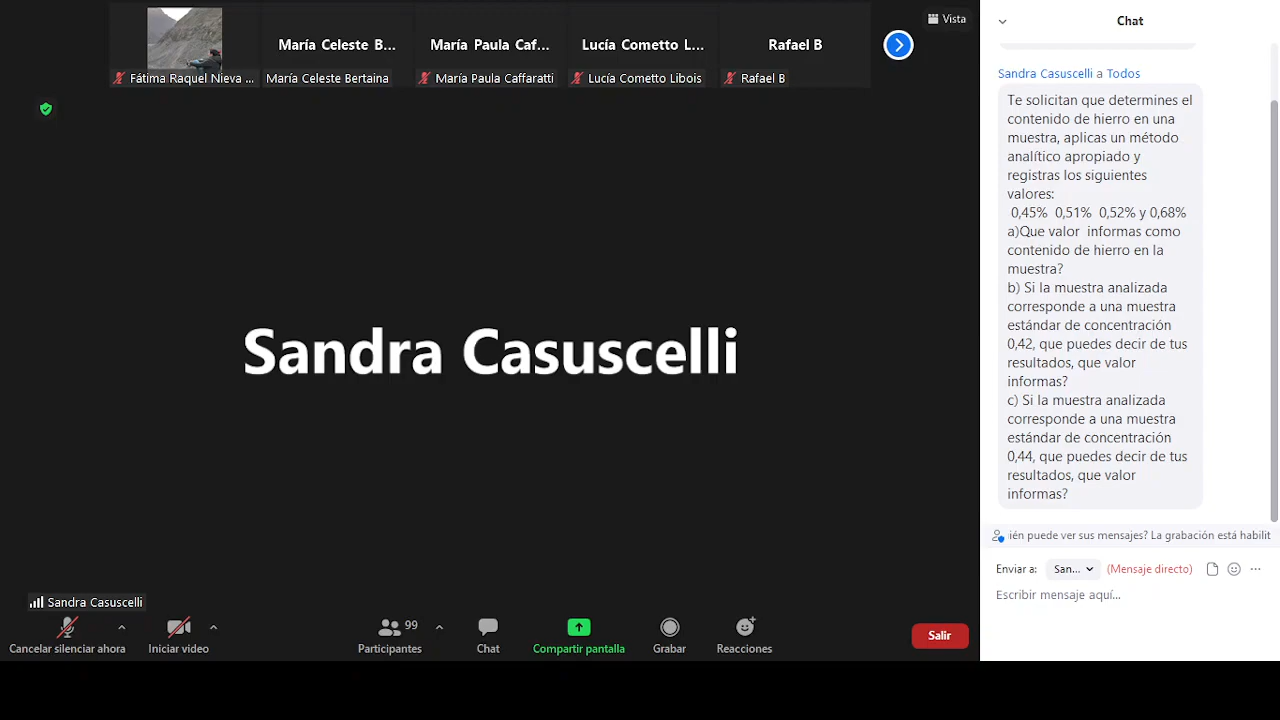 María Celeste B...
María Paula Caf...
Lucía Cometto L...
Rafael B
Fátima Raquel Nieva ...
María Celeste Bertaina
María Paula Caffaratti
Lucía Cometto Libois
Rafael B
Vista
Sandra Casuscelli
Sandra Casuscelli
Cancelar silenciar ahora
Iniciar video
99
Participantes
Chat
Compartir pantalla
Grabar
Reacciones
Salir
Chat
Sandra Casuscelli a Todos
Te solicitan que determines el
contenido de hierro en una
muestra, aplicas un método
analítico apropiado y
registras los siguientes
valores:
0,45% 0,51% 0,52% y 0,68%
a)Que valor informas como
contenido de hierro en la
muestra?
b) Si la muestra analizada
corresponde a una muestra
estándar de concentración
0,42, que puedes decir de tus
resultados, que valor
informas?
c) Si la muestra analizada
corresponde a una muestra
estándar de concentración
0,44, que puedes decir de tus
resultados, que valor
informas?
ién puede ver sus mensajes? La grabación está habilit
Enviar a: San... (Mensaje directo) ...
Escribir mensaje aquí...